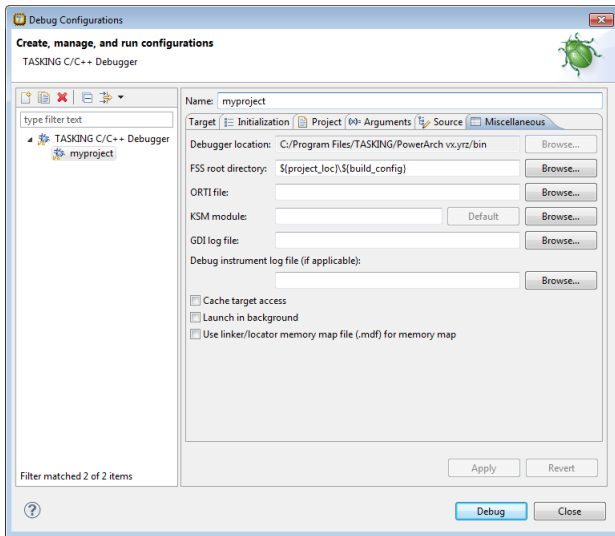 Debug Configurations
Create, manage, and run configurations
TASKING C/C++ Debugger
type filter text
TASKING C/C++ Debugger
myproject
Filter matched 2 of 2 items
Name: myproject
Target Initialization Project (x)= Arguments Source Miscellaneous
Debugger location: C:/Program Files/TASKING/PowerArch vx.yrz/bin Browse...
FSS root directory: ${project_loc}\${build_config} Browse...
ORTI file: Browse...
KSM module: Default Browse...
GDI log file: Browse...
Debug instrument log file (if applicable):
Browse...
Cache target access
Launch in background
Use linker/locator memory map file (.mdf) for memory map
Apply Revert
? Debug Close